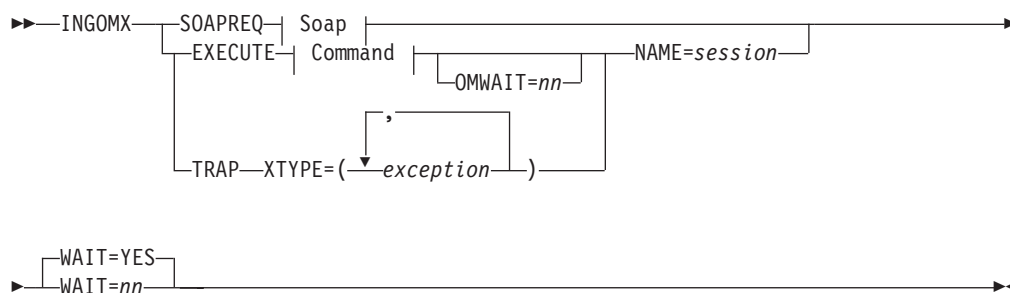 INGOMX SOAPREQ Soap
EXECUTE Command NAME=session
OMWAIT=nn
,
TRAP XTYPE=( exception )
WAIT=YES
WAIT=nn